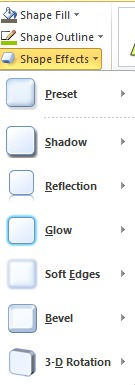 Shape Fill
Shape Outline
Shape Effects
Preset
Shadow
Reflection
Glow
Soft Edges
Bevel
3-D Rotation